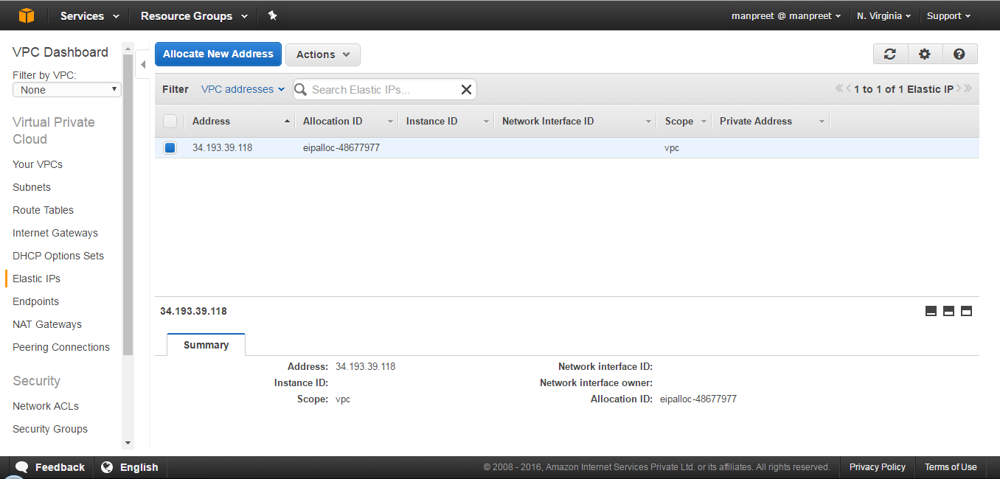 Services Resource Groups manpreet @ manpreet N. Virginia Support
VPC Dashboard
Filter by VPC:
None
Virtual Private
Cloud
Your VPCs
Subnets
Route Tables
Internet Gateways
DHCP Options Sets
Elastic IPs
Endpoints
NAT Gateways
Peering Connections
Security
Network ACLs
Security Groups
Allocate New Address Actions
Filter VPC addresses Search Elastic IPs... 1 to 1 of 1 Elastic IP
Address Allocation ID Instance ID Network Interface ID Scope Private Address
34.193.39.118 eipalloc-48677977 vpc
34.193.39.118
Summary
Address: 34.193.39.118 Network interface ID:
Instance ID: Network interface owner:
Scope: vpc Allocation ID: eipalloc-48677977
Feedback English © 2008 - 2016, Amazon Internet Services Private Ltd. or its affiliates. All rights reserved. Privacy Policy Terms of Use